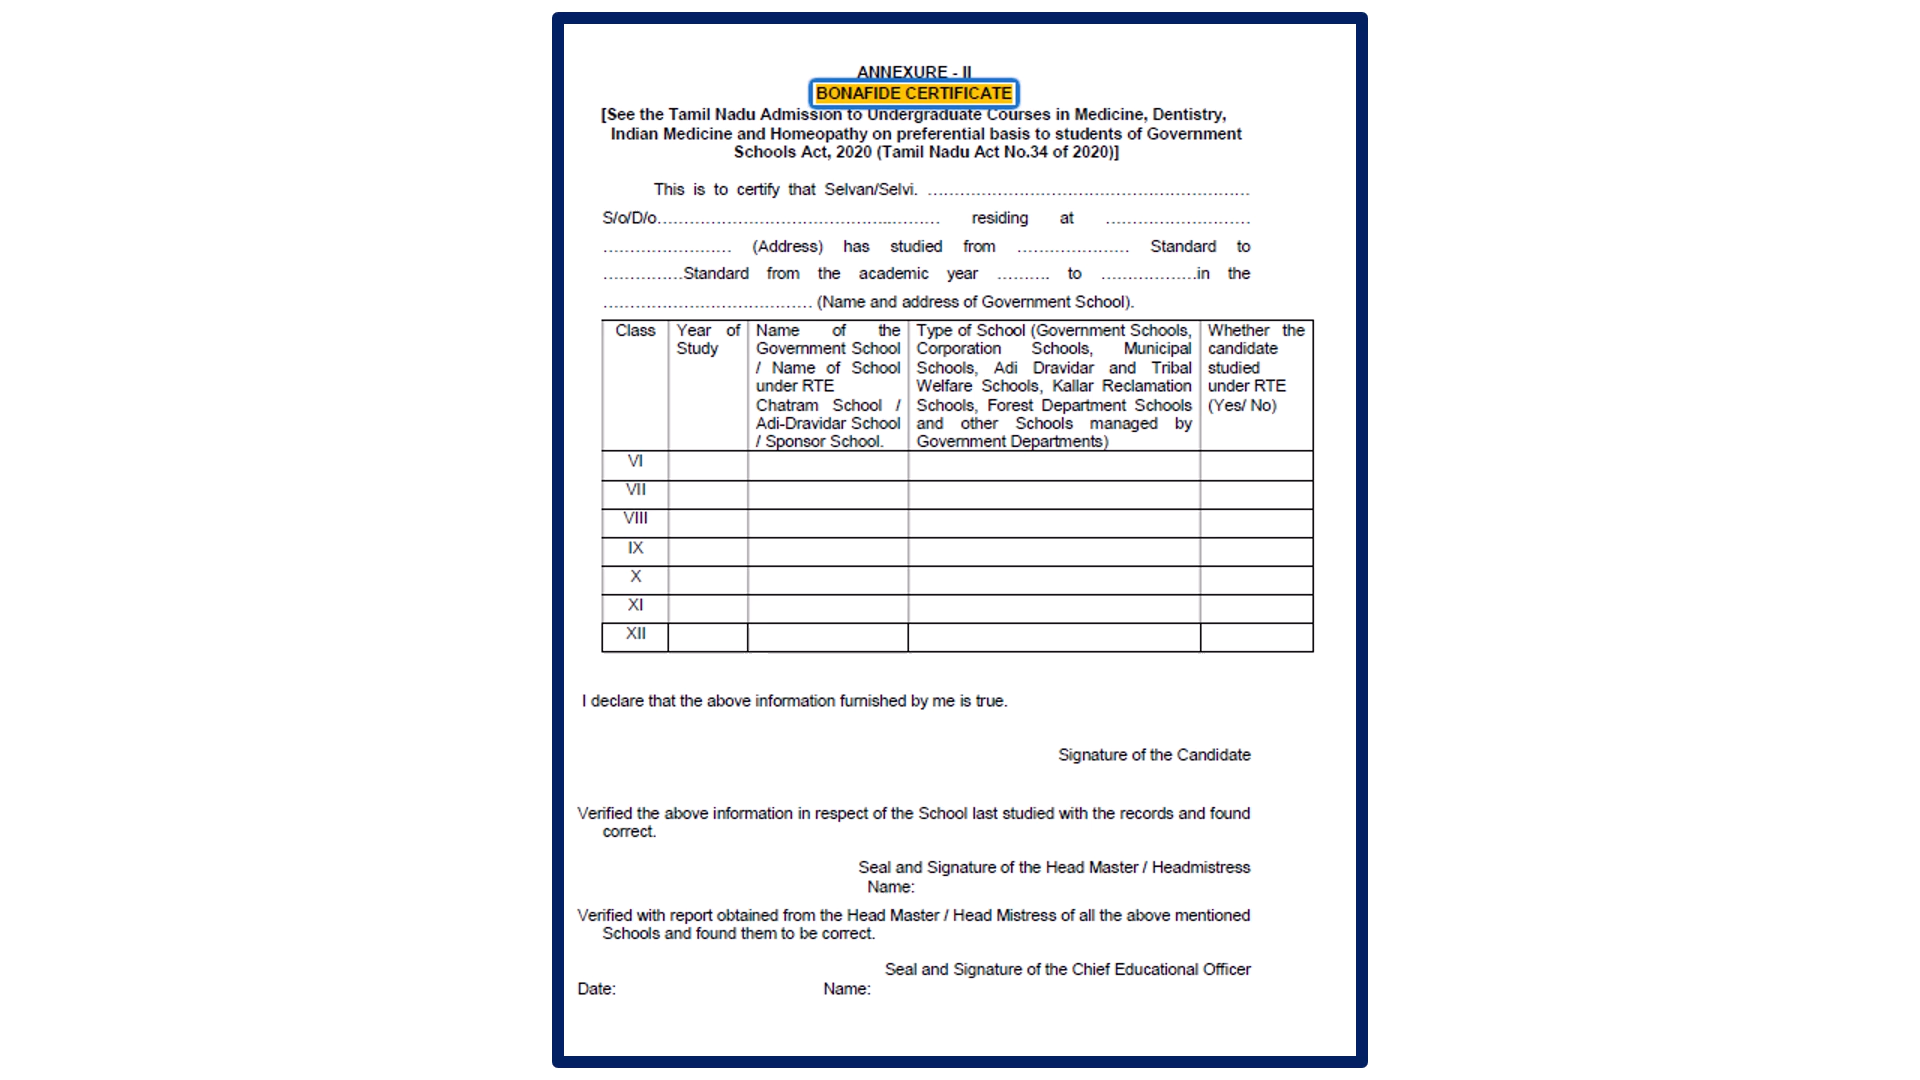 ANNEXURE - II
BONAFIDE CERTIFICATE
[See the Tamil Nadu Admission to Undergraduate Courses in Medicine, Dentistry,
Indian Medicine and Homeopathy on preferential basis to students of Government
Schools Act, 2020 (Tamil Nadu Act No.34 of 2020)]
This is to certify that Selvan/Selvi. ……………………………………………………
S/o/D/o……………………………………..……… residing at ………………………
…………………… (Address) has studied from ………………… Standard to
……………Standard from the academic year ………. to ………………in the
………………………………… (Name and address of Government School).
Class
Year of
Study
Name of the
Government School
/ Name of School
under RTE
Chatram School /
Adi-Dravidar School
/ Sponsor School.
Type of School (Government Schools,
Corporation Schools, Municipal
Schools, Adi Dravidar and Tribal
Welfare Schools, Kallar Reclamation
Schools, Forest Department Schools
and other Schools managed by
Government Departments)
Whether the
candidate
studied
under RTE
(Yes/ No)
VI
VII
VIII
IX
X
XI
XII
I declare that the above information furnished by me is true.
Signature of the Candidate
Verified the above information in respect of the School last studied with the records and found
correct.
Seal and Signature of the Head Master / Headmistress
Name:
Verified with report obtained from the Head Master / Head Mistress of all the above mentioned
Schools and found them to be correct.
Seal and Signature of the Chief Educational Officer
Date: Name: